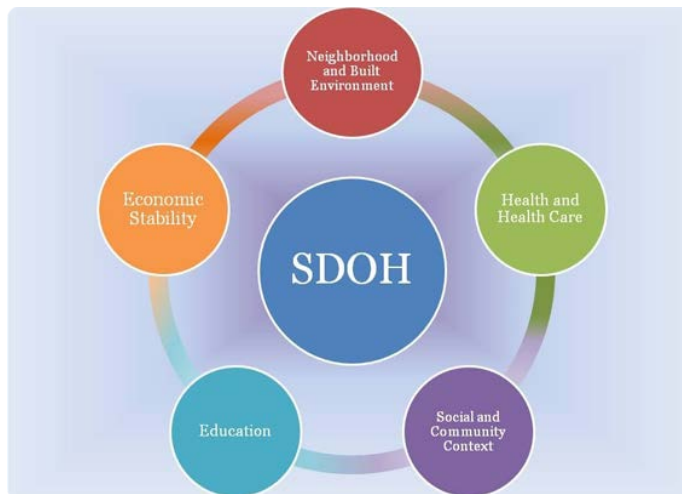 Neighborhood
and Built
Environment
Economic
Stability
Health and
Health Care
SDOH
Education
Social and
Community
Context